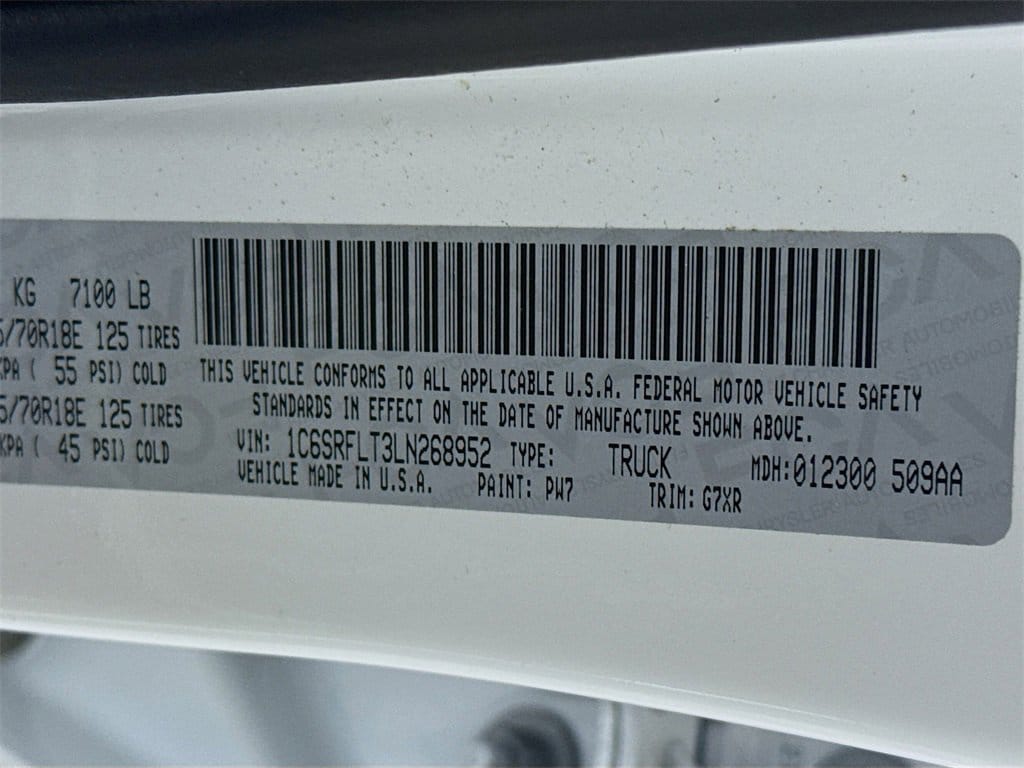 KG 7100 LB
5/70R18E 125 TIRES
KPA ( 55 PSI) COLD
5/70R18E 125 TIRES
KPA ( 45 PSI) COLD
THIS VEHICLE CONFORMS TO ALL APPLICABLE U.S.A. FEDERAL MOTOR VEHICLE SAFETY
STANDARDS IN EFFECT ON THE DATE OF MANUFACTURE SHOWN ABOVE.
VIN: 1C6SRFLT3LN268952 TYPE: TRUCK MDH:012300 509AA
VEHICLE MADE IN U.S.A. PAINT: PW7 TRIM: G7XR